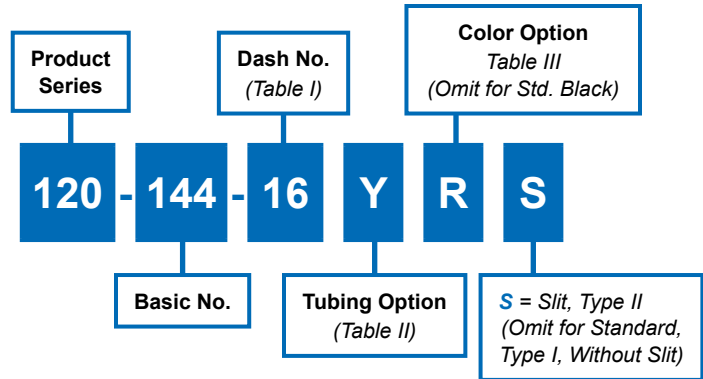 Product
Series
Dash No.
(Table I)
Color Option
Table III
(Omit for Std. Black)
120 - 144 - 16 Y R S
Basic No.
Tubing Option
(Table II)
S = Slit, Type II
(Omit for Standard,
Type I, Without Slit)